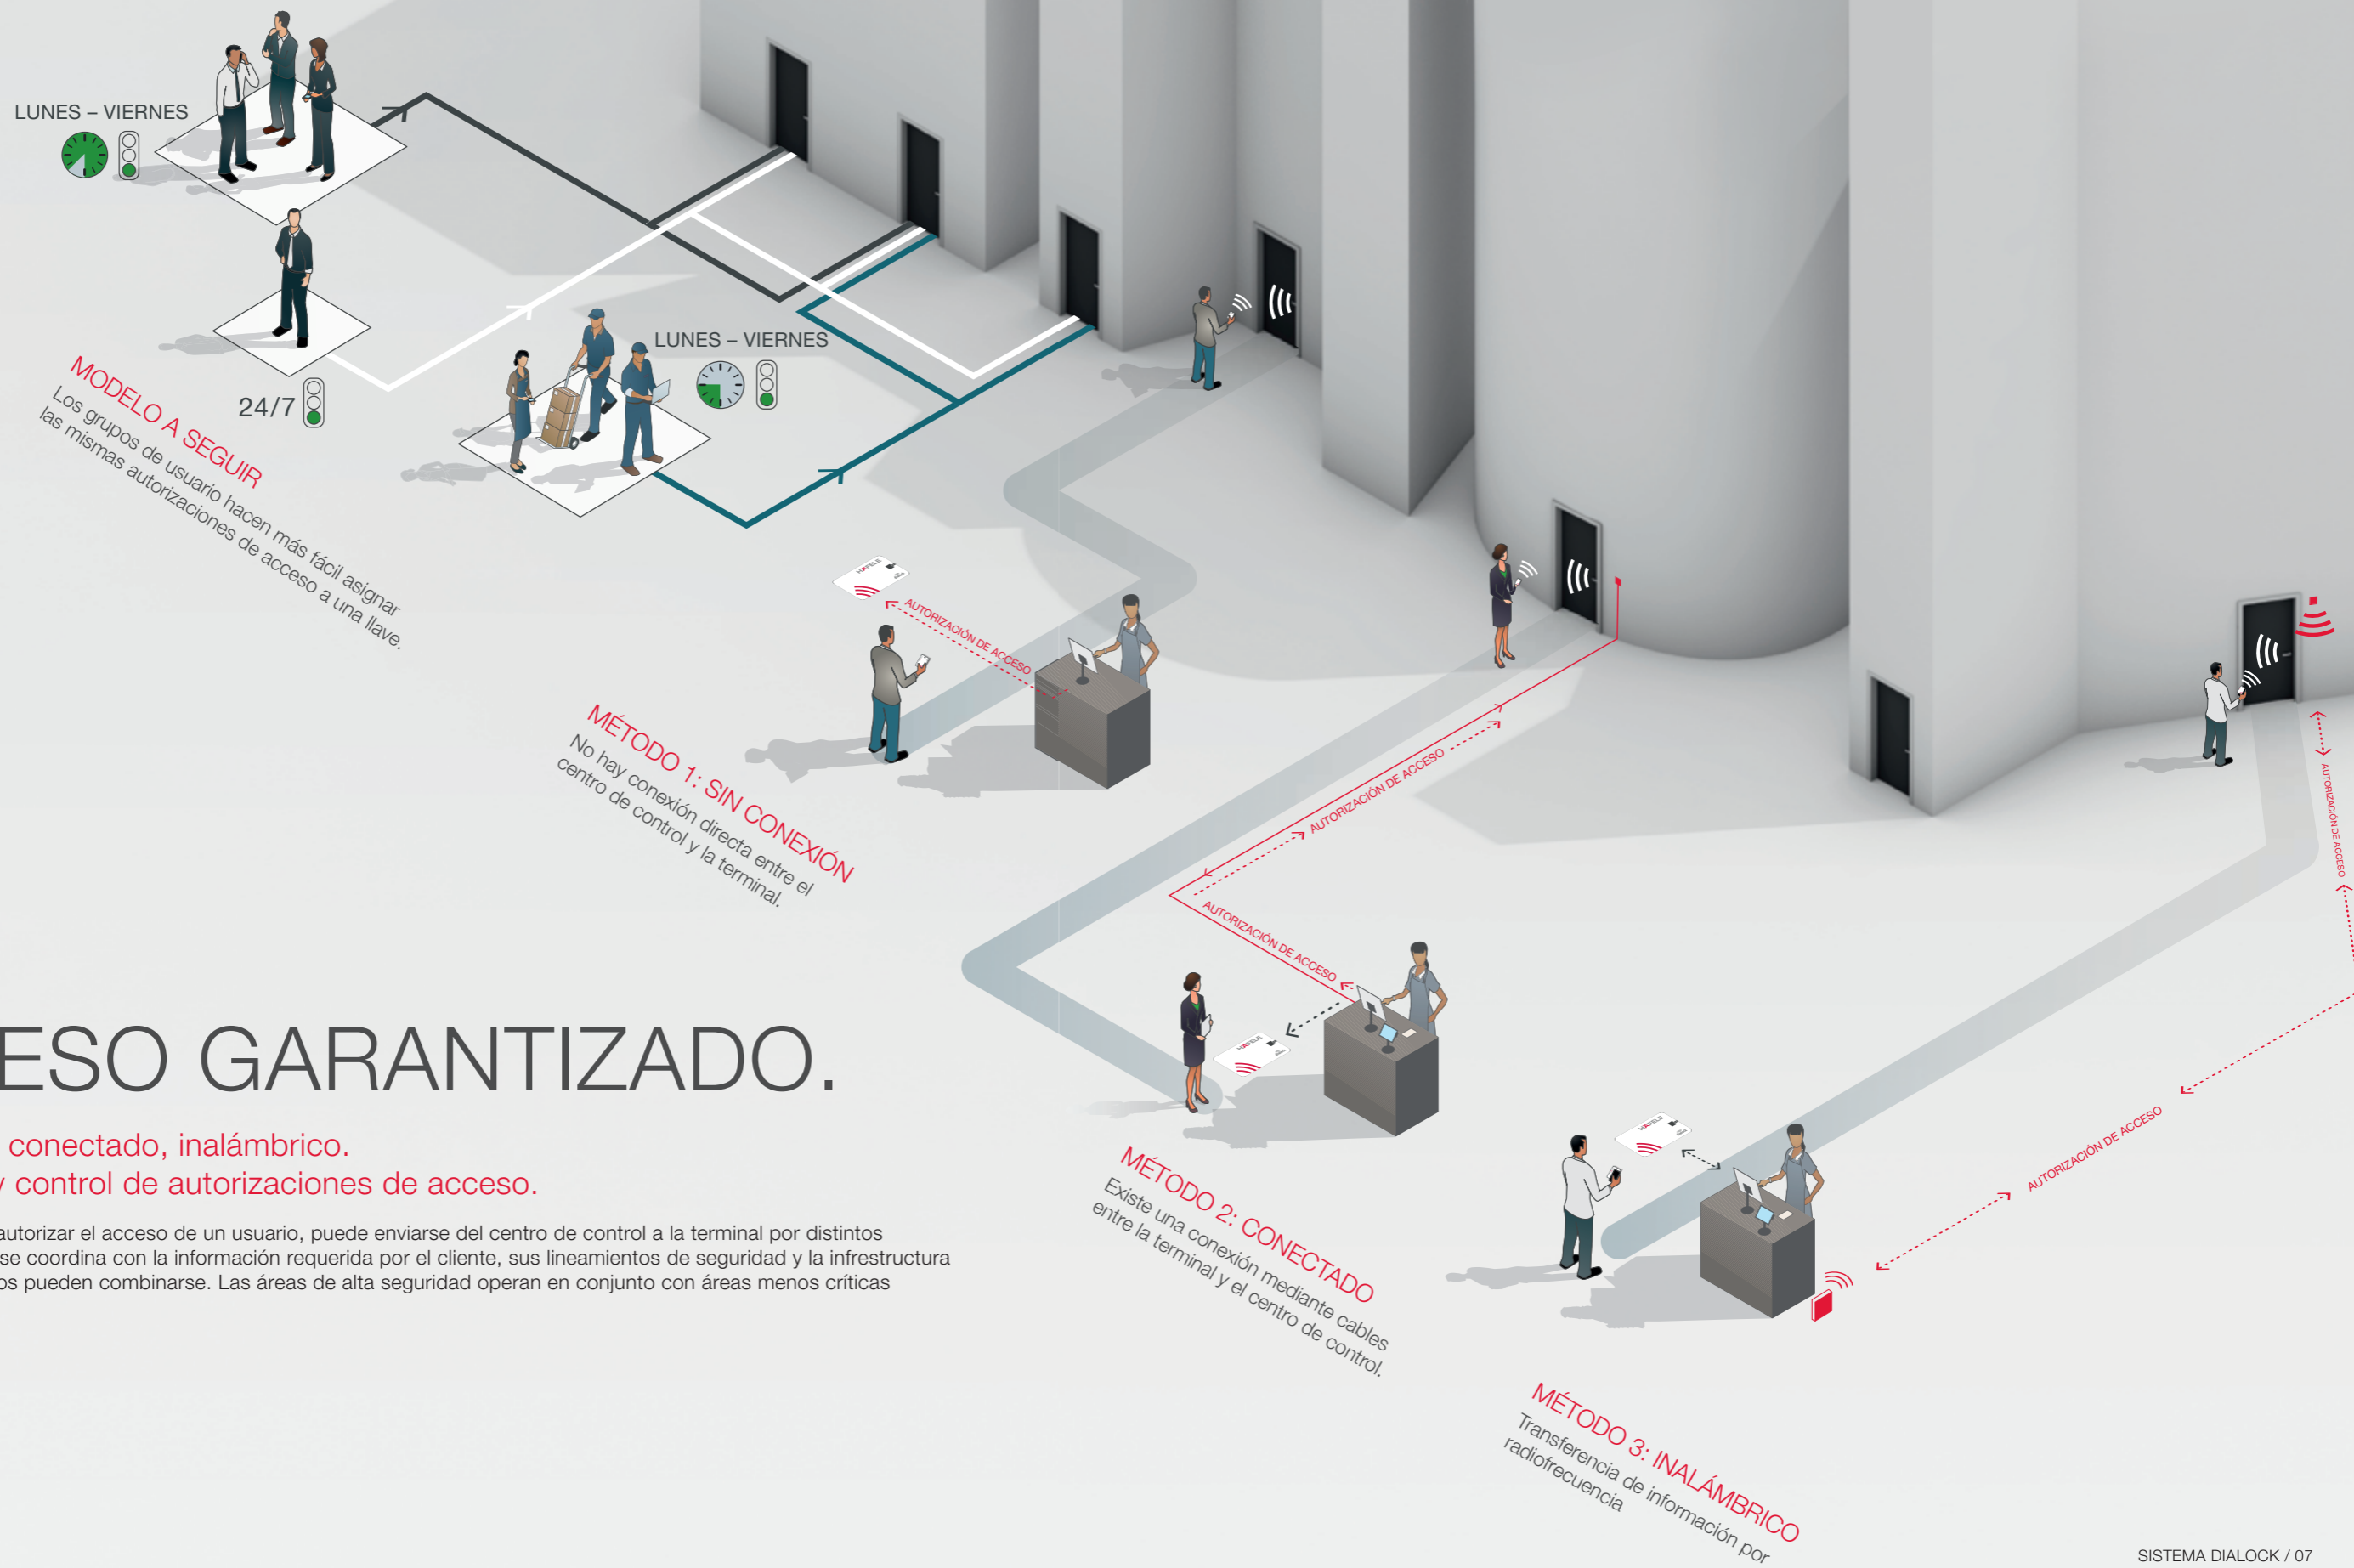 LUNES – VIERNES
24/7
LUNES – VIERNES
MODELO A SEGUIR
Los grupos de usuario hacen más fácil asignar
las mismas autorizaciones de acceso a una llave.
HÄFELE
AUTORIZACIÓN DE ACCESO
MÉTODO 1: SIN CONEXIÓN
No hay conexión directa entre el
centro de control y la terminal.
AUTORIZACIÓN DE ACCESO
AUTORIZACIÓN DE ACCESO
HÄFELE
MÉTODO 2: CONECTADO
Existe una conexión mediante cables
entre la terminal y el centro de control.
AUTORIZACIÓN DE ACCESO
AUTORIZACIÓN DE ACCESO
HÄFELE
MÉTODO 3: INALÁMBRICO
Transferencia de información por
radiofrecuencia
ESO GARANTIZADO.
conectado, inalámbrico.
y control de autorizaciones de acceso.
autorizar el acceso de un usuario, puede enviarse del centro de control a la terminal por distintos
se coordina con la información requerida por el cliente, sus lineamientos de seguridad y la infrestructura
os pueden combinarse. Las áreas de alta seguridad operan en conjunto con áreas menos críticas
SISTEMA DIALOCK / 07